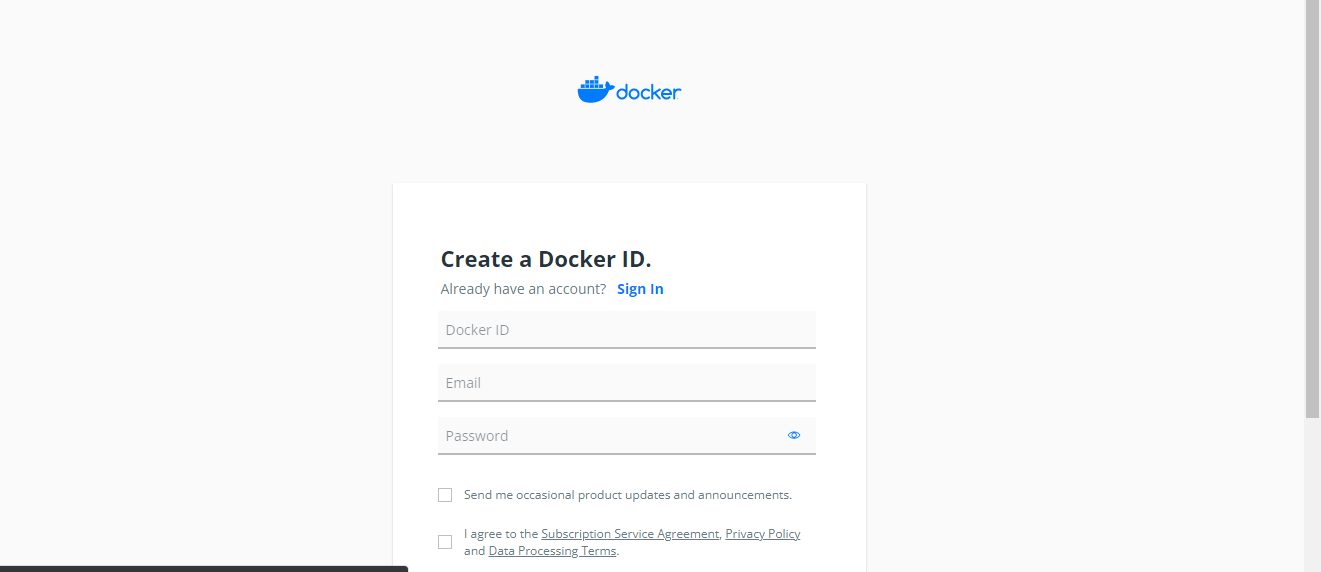 docker
Create a Docker ID.
Already have an account? Sign In
Docker ID
Email
Password
Send me occasional product updates and announcements.
I agree to the Subscription Service Agreement, Privacy Policy
and Data Processing Terms.